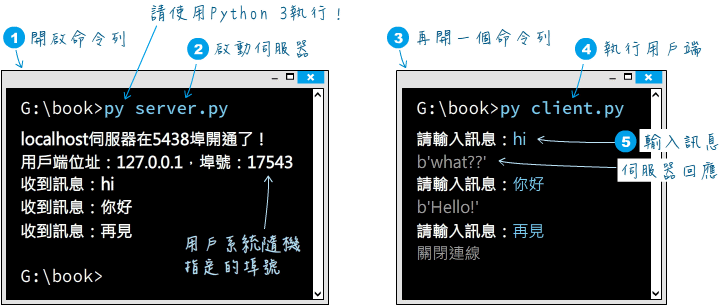 請使用Python 3執行！
1 開啟命令列
2 啟動伺服器
G:\book>py server.py
localhost伺服器在5438埠開通了！
用戶端位址：127.0.0.1，埠號：17543
收到訊息：hi
收到訊息：你好
收到訊息：再見
用戶系統隨機
指定的埠號
G:\book>
3 再開一個命令列
4 執行用戶端
G:\book>py client.py
請輸入訊息：hi
5 輸入訊息
b'what??'
伺服器回應
請輸入訊息：你好
b'Hello!'
請輸入訊息：再見
關閉連線